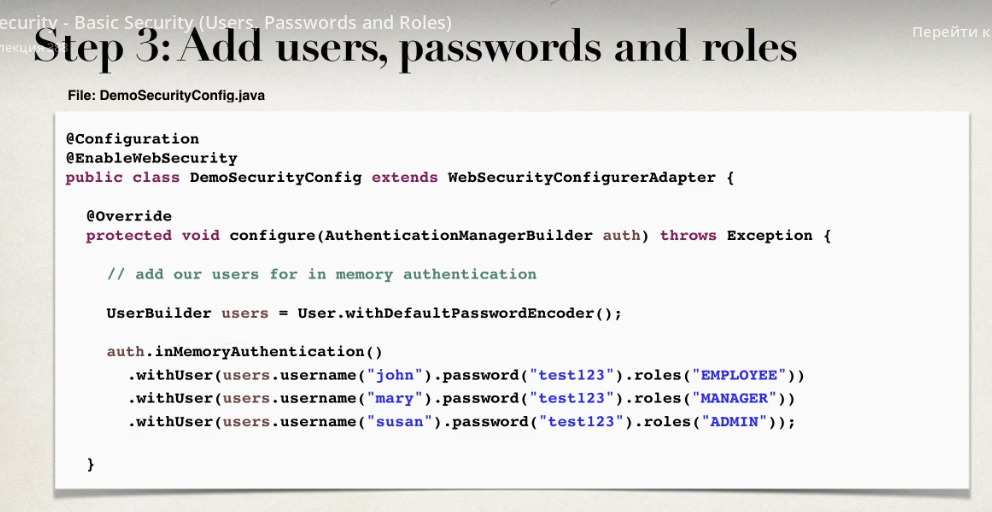 ecurity - Basic Security (Users, Passwords and Roles)
Перейти к
лекция
Step 3: Add users, passwords and roles
File: DemoSecurityConfig.java
@Configuration
@EnableWebSecurity
public class DemoSecurityConfig extends WebSecurityConfigurerAdapter {
@Override
protected void configure(AuthenticationManagerBuilder auth) throws Exception {
// add our users for in memory authentication
UserBuilder users = User.withDefaultPasswordEncoder();
auth.inMemoryAuthentication()
.withUser(users.username("john").password("test123").roles("EMPLOYEE"))
.withUser(users.username("mary").password("test123").roles("MANAGER"))
.withUser(users.username("susan").password("test123").roles("ADMIN"));
}